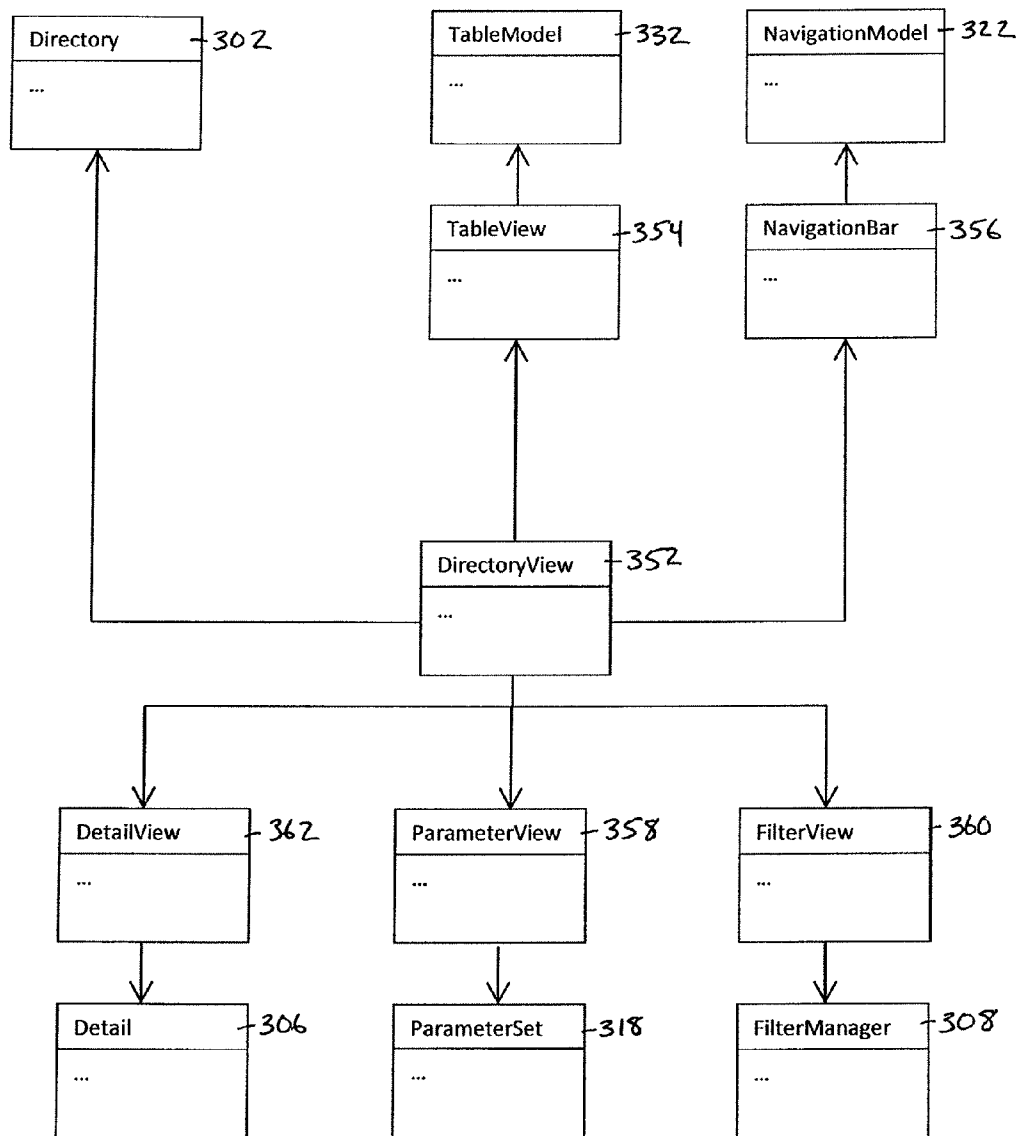 Directory 302
...
TableModel 332
...
NavigationModel 322
...
TableView 354
...
NavigationBar 356
...
DirectoryView 352
...
DetailView 362
...
ParameterView 358
...
FilterView 360
...
Detail 306
...
ParameterSet 318
...
FilterManager 308
...